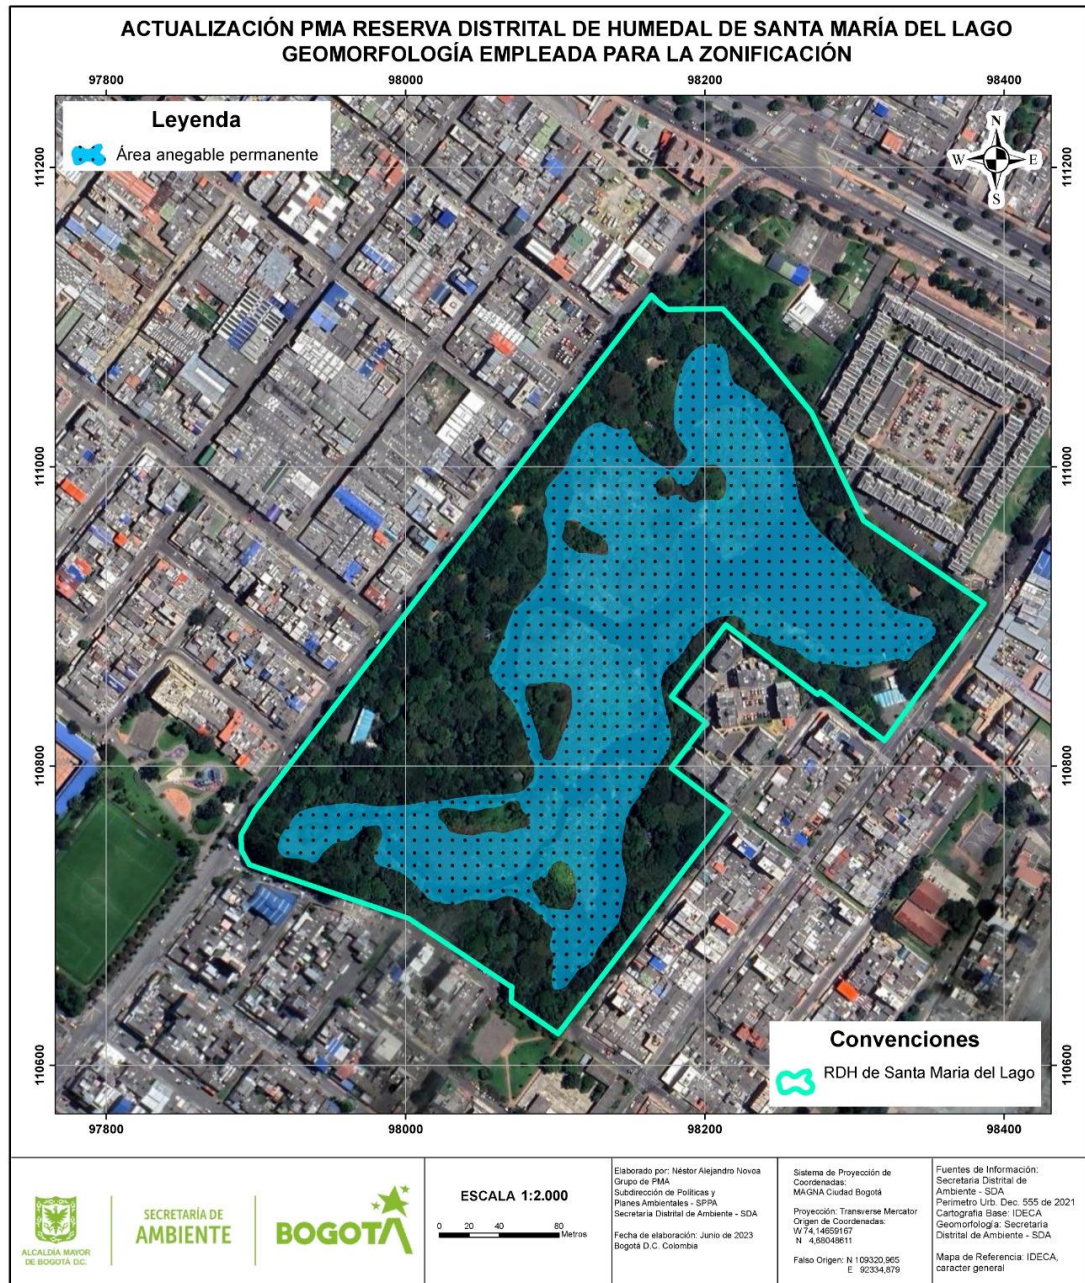 ACTUALIZACIÓN PMA RESERVA DISTRITAL DE HUMEDAL DE SANTA MARÍA DEL LAGO
GEOMORFOLOGÍA EMPLEADA PARA LA ZONIFICACIÓN
97800
98000
98200
98400
Leyenda
Área anegable permanente
N
W
E
S
111200
111200
111000
111000
110800
110800
110600
110600
Convenciones
RDH de Santa Maria del Lago
97800
98000
98200
98400
ALCALDÍA MAYOR
DE BOGOTÁ D.C.
SECRETARÍA DE
AMBIENTE
BOGOTÁ
ESCALA 1:2.000
0
20
40
80
Metros
Elaborado por: Néstor Alejandro Novoa
Grupo de PMA
Subdirección de Políticas y
Planes Ambientales - SPPA
Secretaria Distrital de Ambiente - SDA
Fecha de elaboración: Junio de 2023
Bogotá D.C. Colombia
Sistema de Proyección de
Coordenadas:
MAGNA Ciudad Bogotá
Proyección: Transverse Mercator
Origen de Coordenadas:
W 74,14659167
N 4,68048611
Falso Origen: N 109320,965
E 92334,879
Fuentes de Información:
Secretaria Distrital de
Ambiente - SDA
Perimetro Urb. Dec. 555 de 2021
Cartografia Base: IDECA
Geomorfología: Secretaria
Distrital de Ambiente - SDA
Mapa de Referencia: IDECA,
caracter general